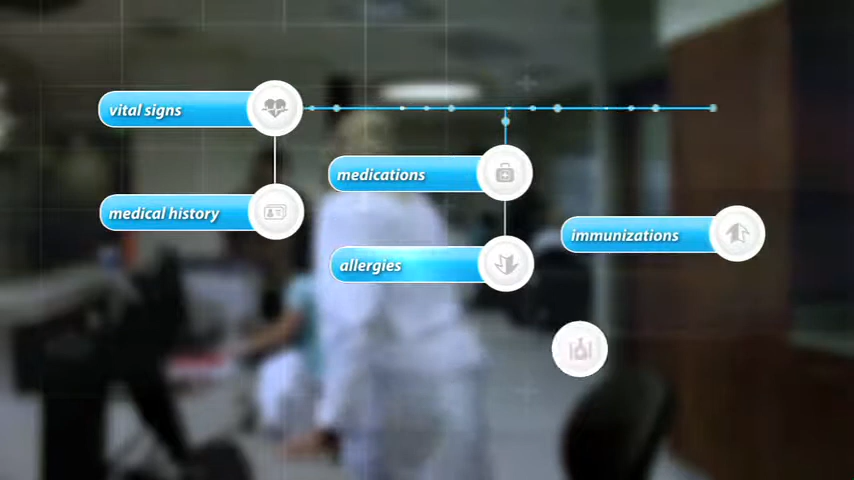 vital signs
medications
medical history
immunizations
allergies